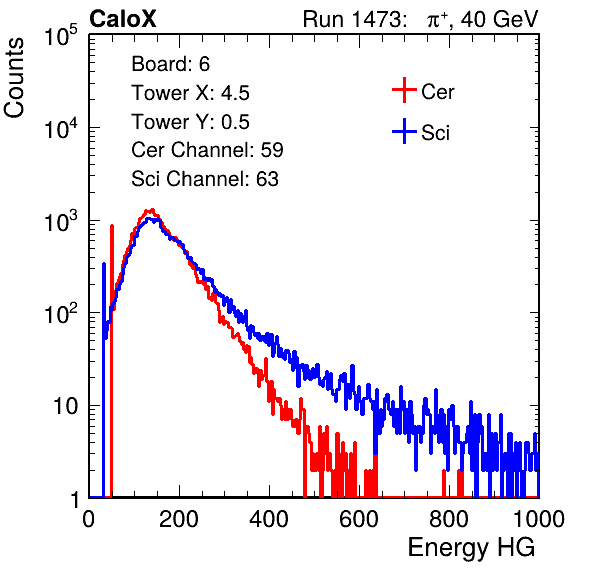 CaloX Run 1473: π⁺, 40 GeV
Counts
10⁵
10⁴
10³
10²
10
1
Board: 6
Tower X: 4.5
Tower Y: 0.5
Cer Channel: 59
Sci Channel: 63
Cer
Sci
0 200 400 600 800 1000
Energy HG